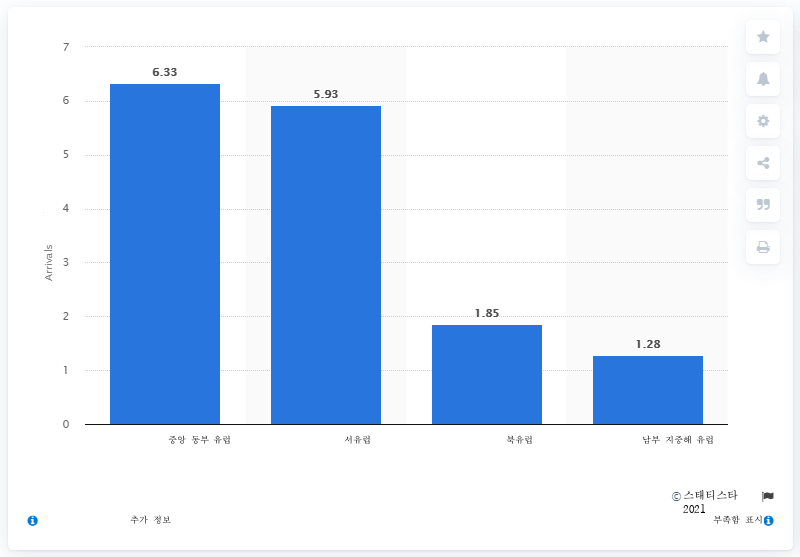 7
6.33
6
5.93
5
4
Arrivals
3
2
1.85
1.28
1
0
중앙 동부 유럽
서유럽
북유럽
남부 지중해 유럽
© 스태티스타
2021
추가 정보
부족함 표시